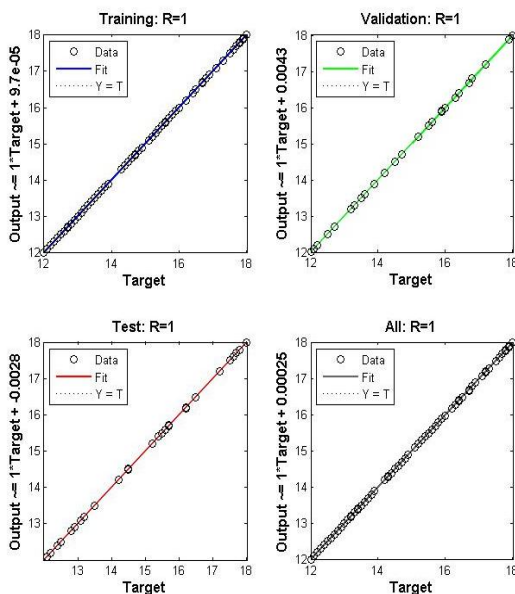 Training: R=1
Output ~= 1*Target + 9.7e-05
18
17
16
15
14
13
12
Data
Fit
Y = T
12
14
16
18
Target
Validation: R=1
Output ~= 1*Target + 0.0043
18
17
16
15
14
13
12
Data
Fit
Y = T
12
14
16
18
Target
Test: R=1
Output ~= 1*Target + -0.0028
18
17
16
15
14
13
Data
Fit
Y = T
13
14
15
16
17
18
Target
All: R=1
Output ~= 1*Target + 0.00025
18
17
16
15
14
13
12
Data
Fit
Y = T
12
14
16
18
Target